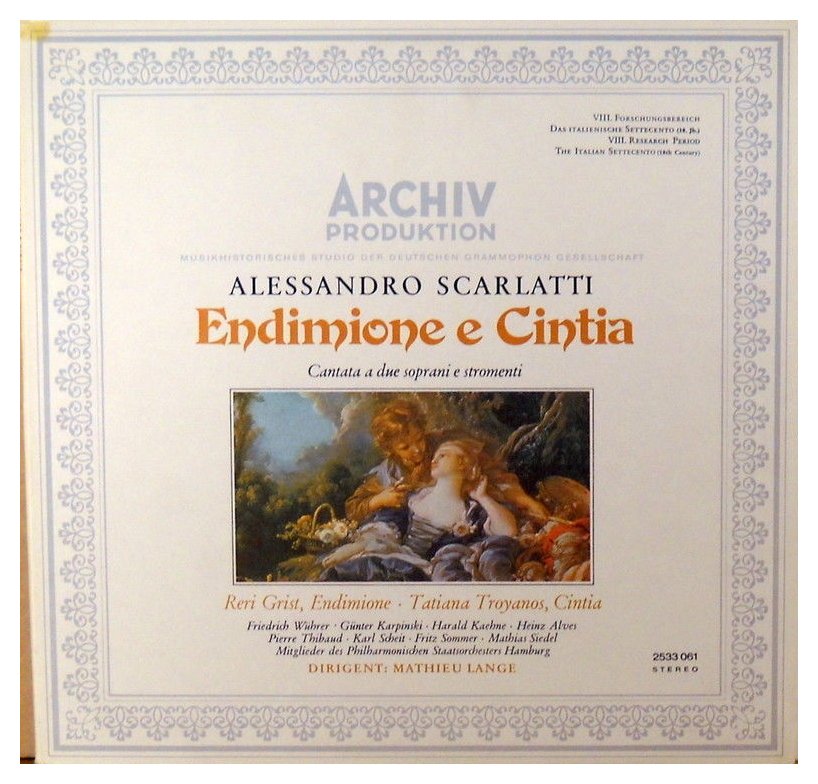 VIII. Forschungsbereich
Das italienische Settecento (18. Jh.)
VIII. Research Period
The Italian Settecento (18th Century)
ARCHIV
PRODUKTION
MUSIKHISTORISCHES STUDIO DER DEUTSCHEN GRAMMOPHON GESELLSCHAFT
ALESSANDRO SCARLATTI
Endimione e Cintia
Cantata a due soprani e stromenti
Reri Grist, Endimione · Tatiana Troyanos, Cintia
Friedrich Wührer · Günter Karpinski · Harald Kaehne · Heinz Alves
Pierre Thibaud · Karl Scheit · Fritz Sommer · Mathias Siedel
Mitglieder des Philharmonischen Staatsorchesters Hamburg
DIRIGENT: MATHIEU LANGE
2533 061
STEREO